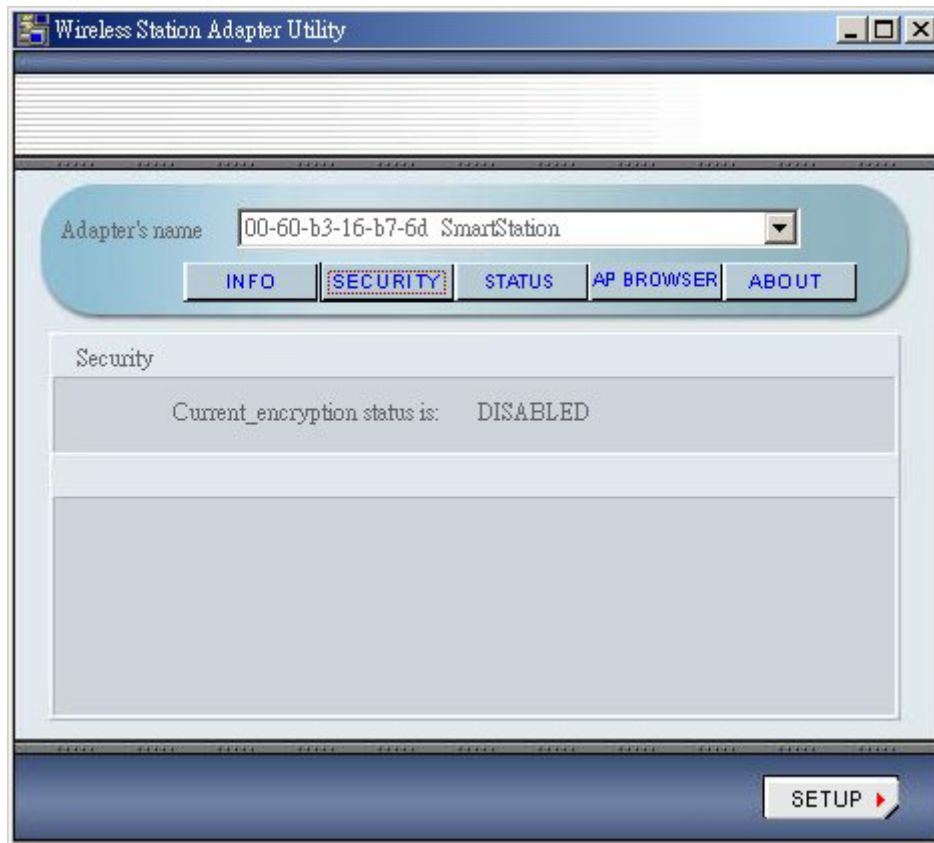 Wireless Station Adapter Utility
Adapter's name 00-60-b3-16-b7-6d SmartStation
INFO SECURITY STATUS AP BROWSER ABOUT
Security
Current_encryption status is: DISABLED
SETUP